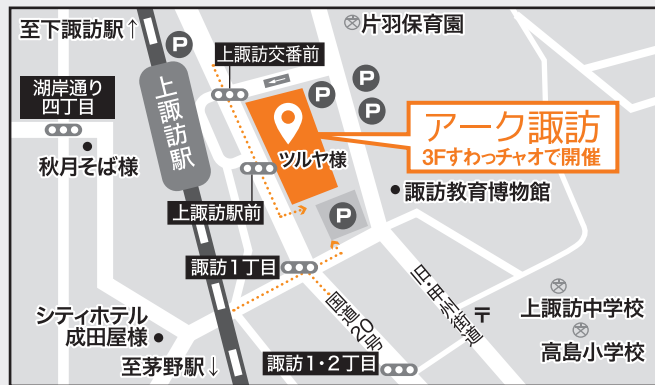 至下諏訪駅↑
P
片羽保育園
上諏訪交番前
湖岸通り
四丁目
上諏訪駅
P
P
P
アーク諏訪
3Fすわっチャオで開催
ツルヤ様
秋月そば様
諏訪教育博物館
上諏訪駅前
P
諏訪1丁目
国道20号
旧・甲州街道
〒
上諏訪中学校
シティホテル
成田屋様
高島小学校
至茅野駅↓
諏訪1・2丁目